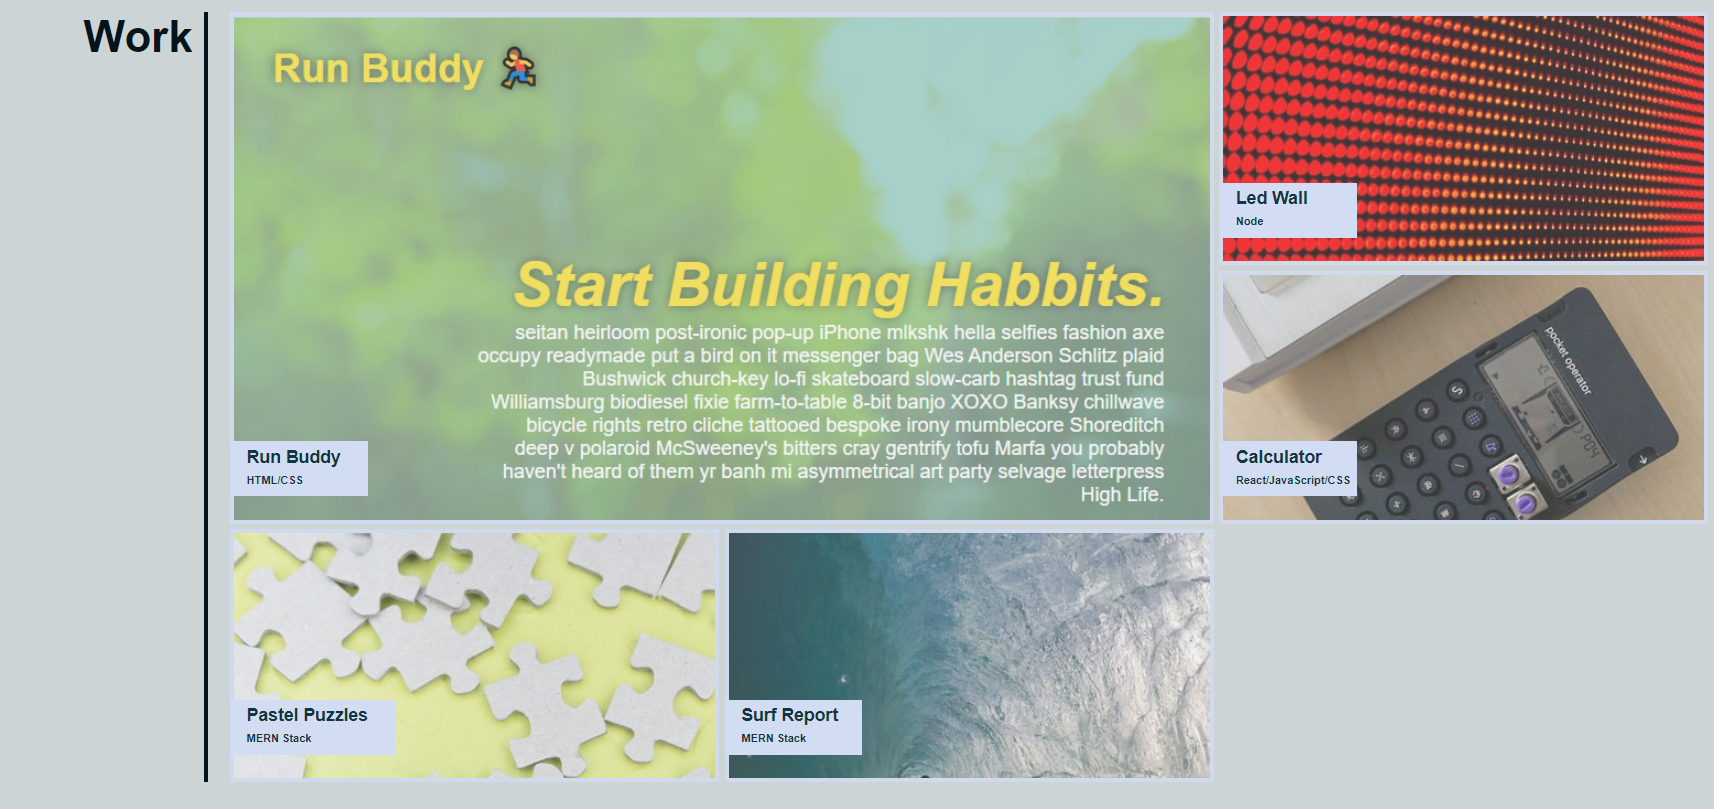 Work
Run Buddy
Start Building Habbits.
seitan heirloom post-ironic pop-up iPhone mlkshk hella selfies fashion axe
occupy readymade put a bird on it messenger bag Wes Anderson Schlitz plaid
Bushwick church-key lo-fi skateboard slow-carb hashtag trust fund
Williamsburg biodiesel fixie farm-to-table 8-bit banjo XOXO Banksy chillwave
bicycle rights retro cliche tattooed bespoke irony mumblecore Shoreditch
deep v polaroid McSweeney's bitters cray gentrify tofu Marfa you probably
haven't heard of them yr banh mi asymmetrical art party selvage letterpress
High Life.
Run Buddy
HTML/CSS
Led Wall
Node
pocket operator
PO04
Calculator
React/JavaScript/CSS
Pastel Puzzles
MERN Stack
Surf Report
MERN Stack